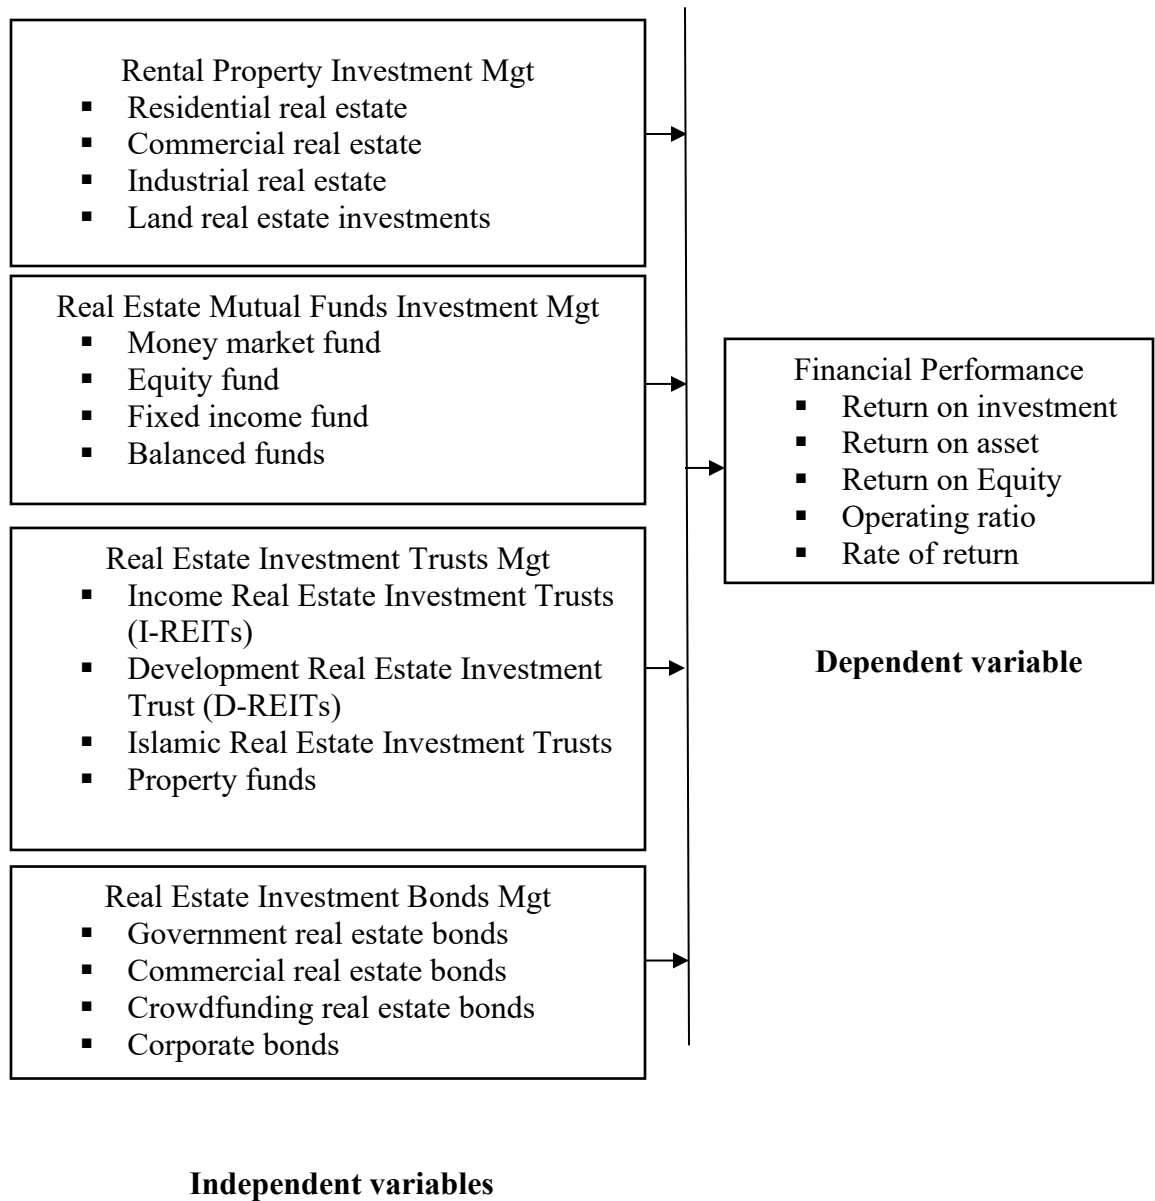 Rental Property Investment Mgt
▪ Residential real estate
▪ Commercial real estate
▪ Industrial real estate
▪ Land real estate investments
Real Estate Mutual Funds Investment Mgt
▪ Money market fund
▪ Equity fund
▪ Fixed income fund
▪ Balanced funds
Real Estate Investment Trusts Mgt
▪ Income Real Estate Investment Trusts
(I-REITs)
▪ Development Real Estate Investment
Trust (D-REITs)
▪ Islamic Real Estate Investment Trusts
▪ Property funds
Real Estate Investment Bonds Mgt
▪ Government real estate bonds
▪ Commercial real estate bonds
▪ Crowdfunding real estate bonds
▪ Corporate bonds
Independent variables
Financial Performance
▪ Return on investment
▪ Return on asset
▪ Return on Equity
▪ Operating ratio
▪ Rate of return
Dependent variable